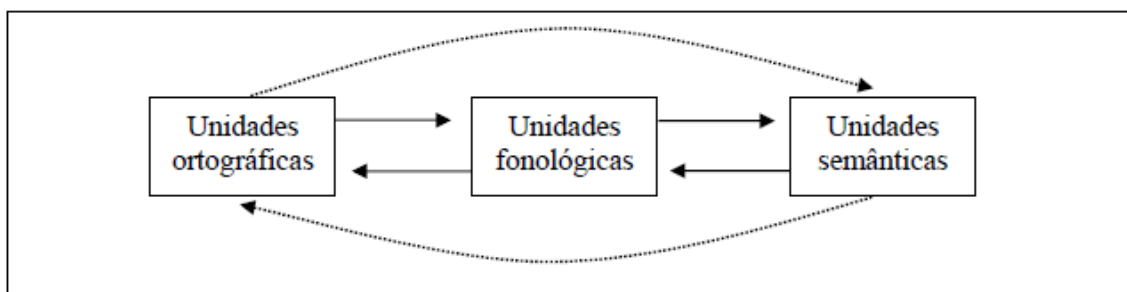 Unidades
ortográficas
Unidades
fonológicas
Unidades
semânticas